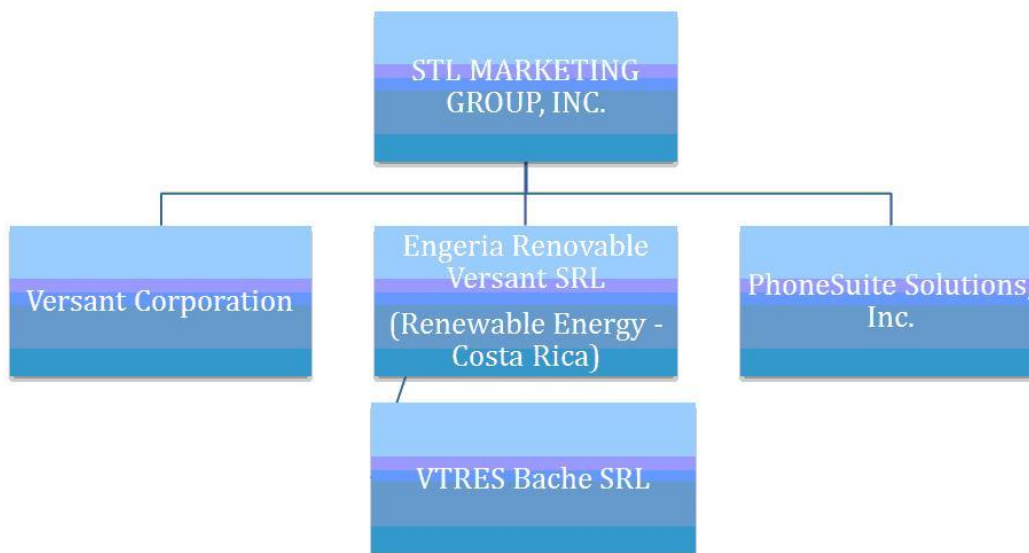 STL MARKETING
GROUP, INC.
Versant Corporation
Engeria Renovable
Versant SRL
(Renewable Energy -
Costa Rica)
PhoneSuite Solutions,
Inc.
VTRES Bache SRL